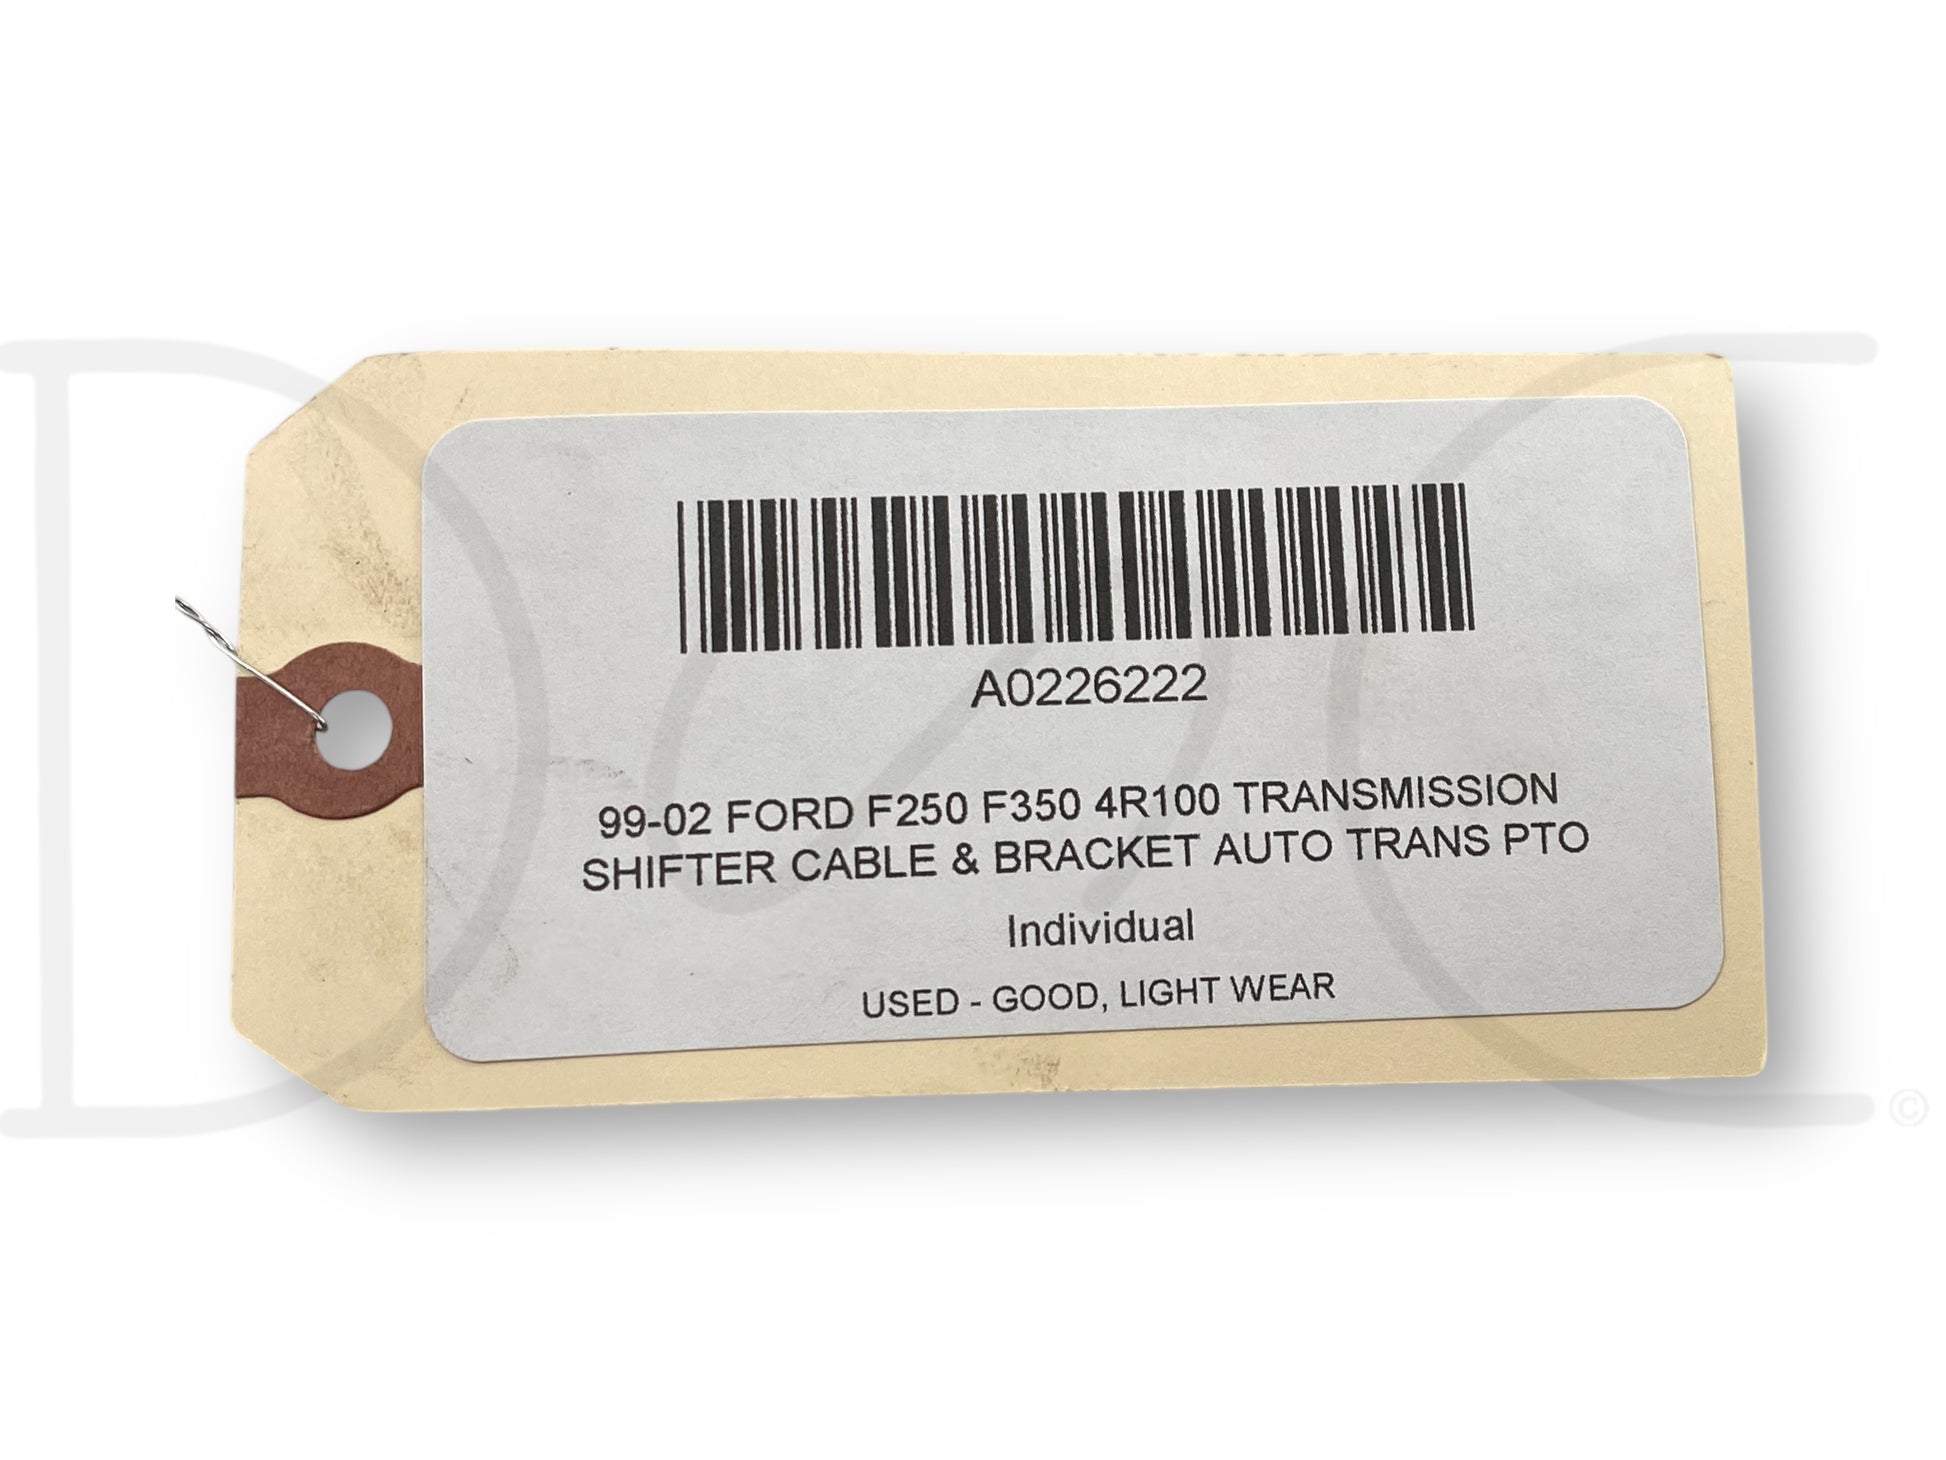 A0226222
99-02 FORD F250 F350 4R100 TRANSMISSION
SHIFTER CABLE & BRACKET AUTO TRANS PTO
Individual
USED - GOOD, LIGHT WEAR
©